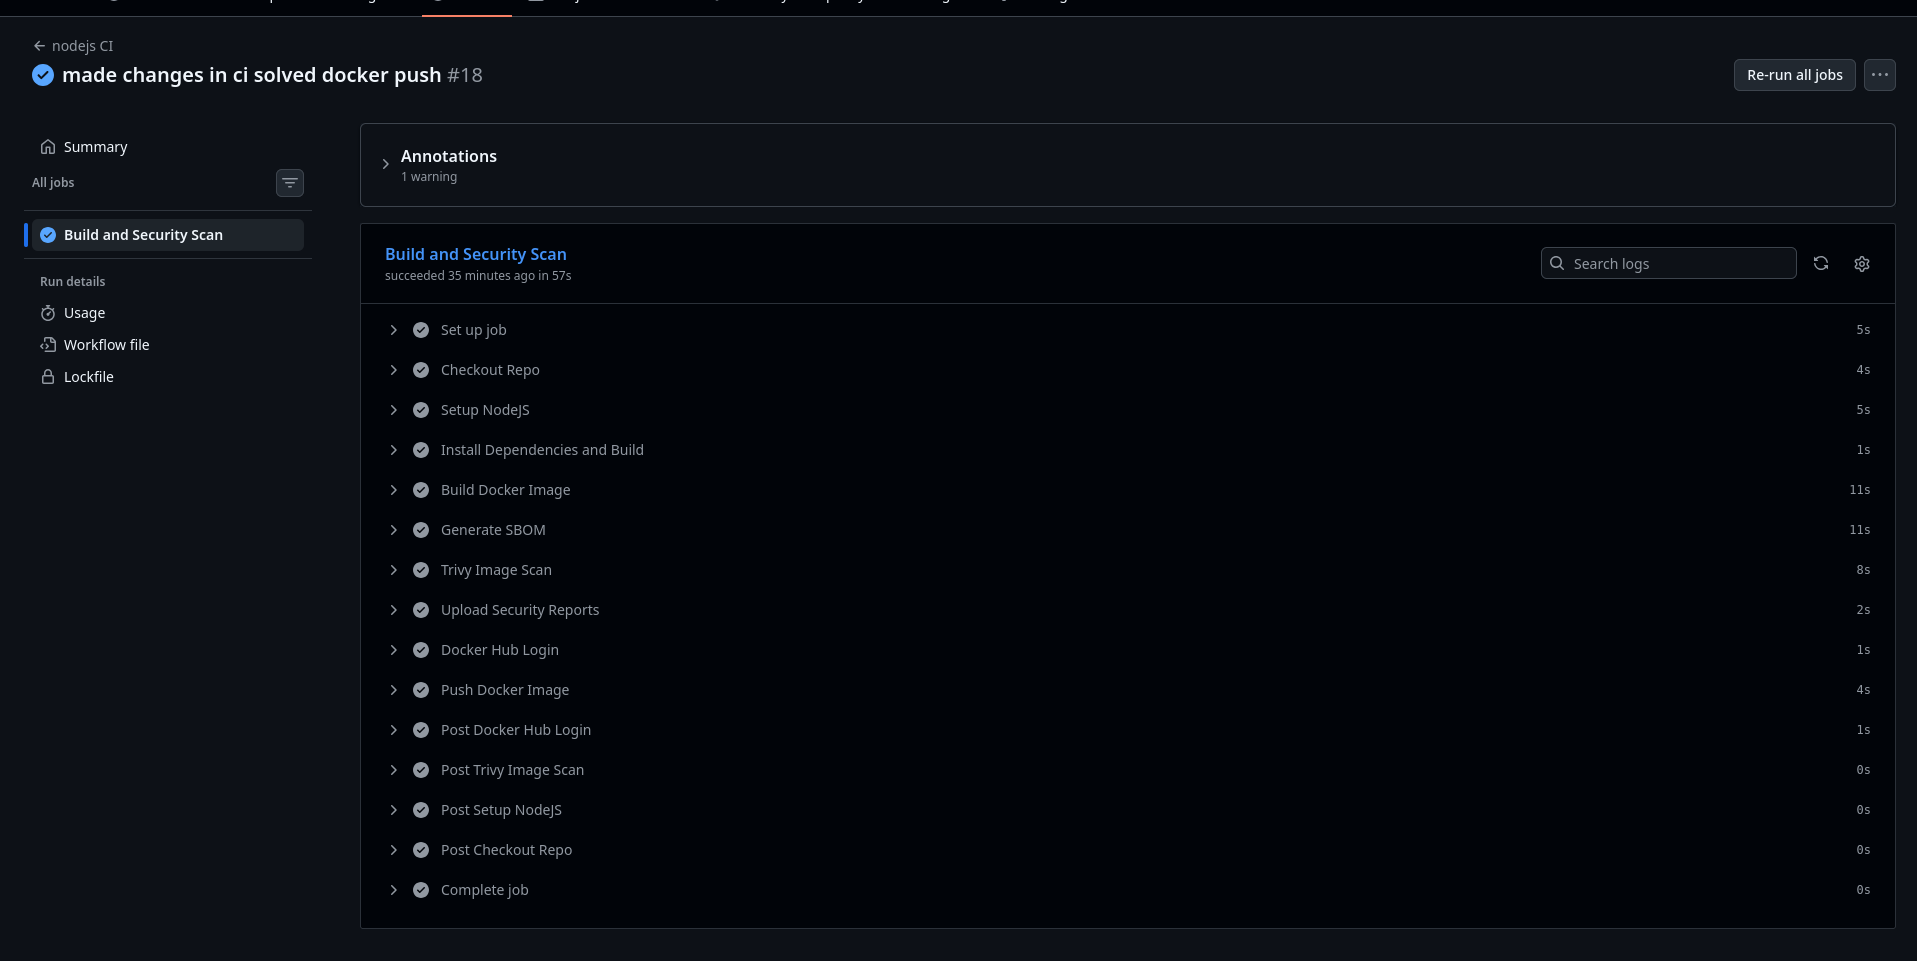 nodejs CI
made changes in ci solved docker push #18
Re-run all jobs
Summary
All jobs
Build and Security Scan
Run details
Usage
Workflow file
Lockfile
Annotations
1 warning
Build and Security Scan
succeeded 35 minutes ago in 57s
Search logs
Set up job 5s
Checkout Repo 4s
Setup NodeJS 5s
Install Dependencies and Build 1s
Build Docker Image 11s
Generate SBOM 11s
Trivy Image Scan 8s
Upload Security Reports 2s
Docker Hub Login 1s
Push Docker Image 4s
Post Docker Hub Login 1s
Post Trivy Image Scan 0s
Post Setup NodeJS 0s
Post Checkout Repo 0s
Complete job 0s